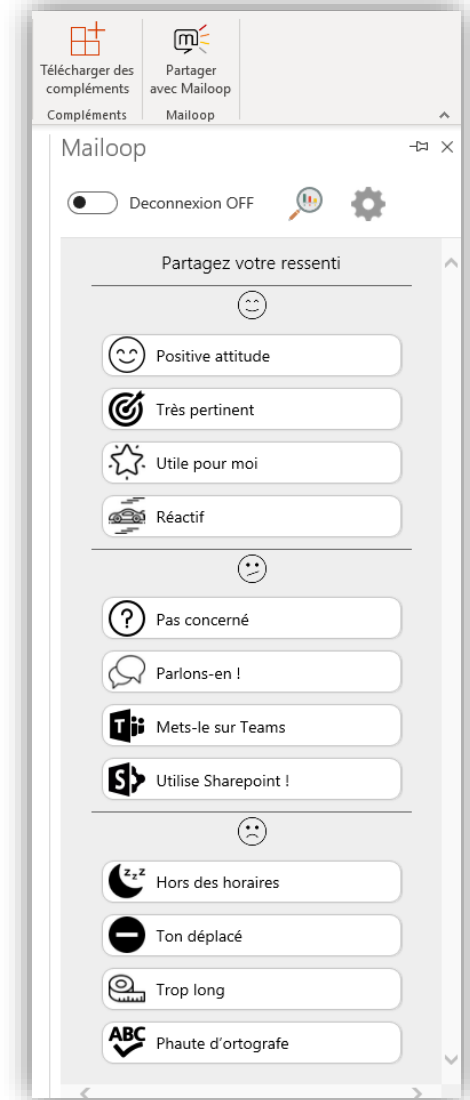 Télécharger des
compléments
Partager
avec Mailoop
Compléments
Mailoop
Mailoop
Deconnexion OFF
Partagez votre ressenti
Positive attitude
Très pertinent
Utile pour moi
Réactif
Pas concerné
Parlons-en !
Mets-le sur Teams
Utilise Sharepoint !
zzz
Hors des horaires
Ton déplacé
Trop long
ABC
Phaute d'ortografe